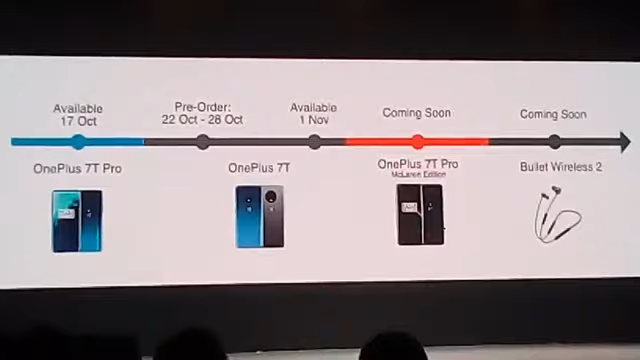 Available
17 Oct
Pre-Order:
22 Oct - 28 Oct
Available
1 Nov
Coming Soon
Coming Soon
OnePlus 7T Pro
OnePlus 7T
OnePlus 7T Pro
McLaren Edition
Bullet Wireless 2